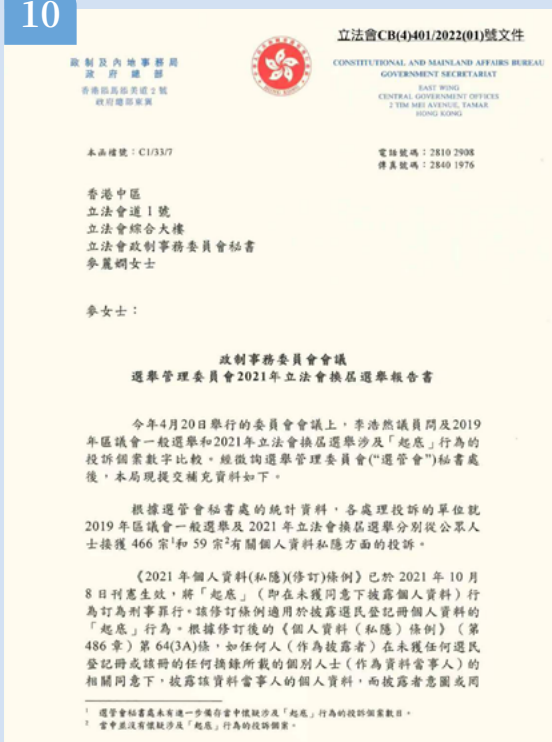 10
立法會CB(4)401/2022(01)號文件
政制及內地事務局
政府總部
香港添馬添美道2號
政府總部東翼
CONSTITUTIONAL AND MAINLAND AFFAIRS BUREAU
GOVERNMENT SECRETARIAT
EAST WING
CENTRAL GOVERNMENT OFFICES
2 TIM MEI AVENUE, TAMAR
HONG KONG
本函檔號：C1/33/7
電話號碼：2810 2908
傳真號碼：2840 1976
香港中區
立法會道1號
立法會綜合大樓
立法會政制事務委員會秘書
參麗嫻女士
參女士：
政制事務委員會會議
選舉管理委員會2021年立法會換屆選舉報告書
今年4月20日舉行的委員會會議上，李浩然議員問及2019
年區議會一般選舉和2021年立法會換屆選舉涉及「起底」行為的
投訴個案數字比較。經徵詢選舉管理委員會(“選管會”)秘書處
後，本局現提交補充資料如下。
根據選管會秘書處的統計資料，各處理投訴的單位就
2019年區議會一般選舉及2021年立法會換屆選舉分別從公眾人
士接獲466宗¹和59宗²有關個人資料私隱方面的投訴。
《2021年個人資料(私隱)(修訂)條例》已於2021年10月
8日刊憲生效，將「起底」（即在未獲同意下披露個人資料）行
為訂為刑事罪行。該修訂條例適用於披露選民登記冊個人資料的
「起底」行為。根據修訂後的《個人資料（私隱）條例》（第
486章）第64(3A)條，如任何人（作為披露者）在未獲任何選民
登記冊或該冊的任何摘錄所載的個別人士（作為資料當事人）的
相關同意下，披露該資料當事人的個人資料，而披露者意圖或罔
¹ 選管會秘書處未有進一步備存當中懷疑涉及「起底」行為的投訴個案數目。
² 當中並沒有懷疑涉及「起底」行為的投訴個案。